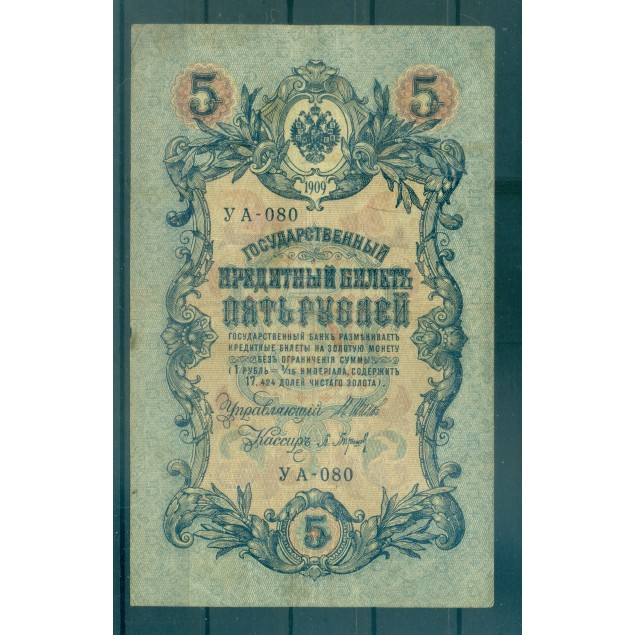 5 5
1909
УА-080
ГОСУДАРСТВЕННЫЙ
КРЕДИТНЫЙ БИЛЕТЪ
ПЯТЬ РУБЛЕЙ
ГОСУДАРСТВЕННЫЙ БАНКЪ РАЗМѢНИВАЕТЪ
КРЕДИТНЫЕ БИЛЕТЫ НА ЗОЛОТУЮ МОНЕТУ
БЕЗЪ ОГРАНИЧЕНІЯ СУММЫ
(1 РУБЛЬ = 1/15 ИМПЕРІАЛА, СОДЕРЖИТЪ
17,424 ДОЛЕЙ ЧИСТАГО ЗОЛОТА).
Управляющій
Кассиръ
УА-080
5